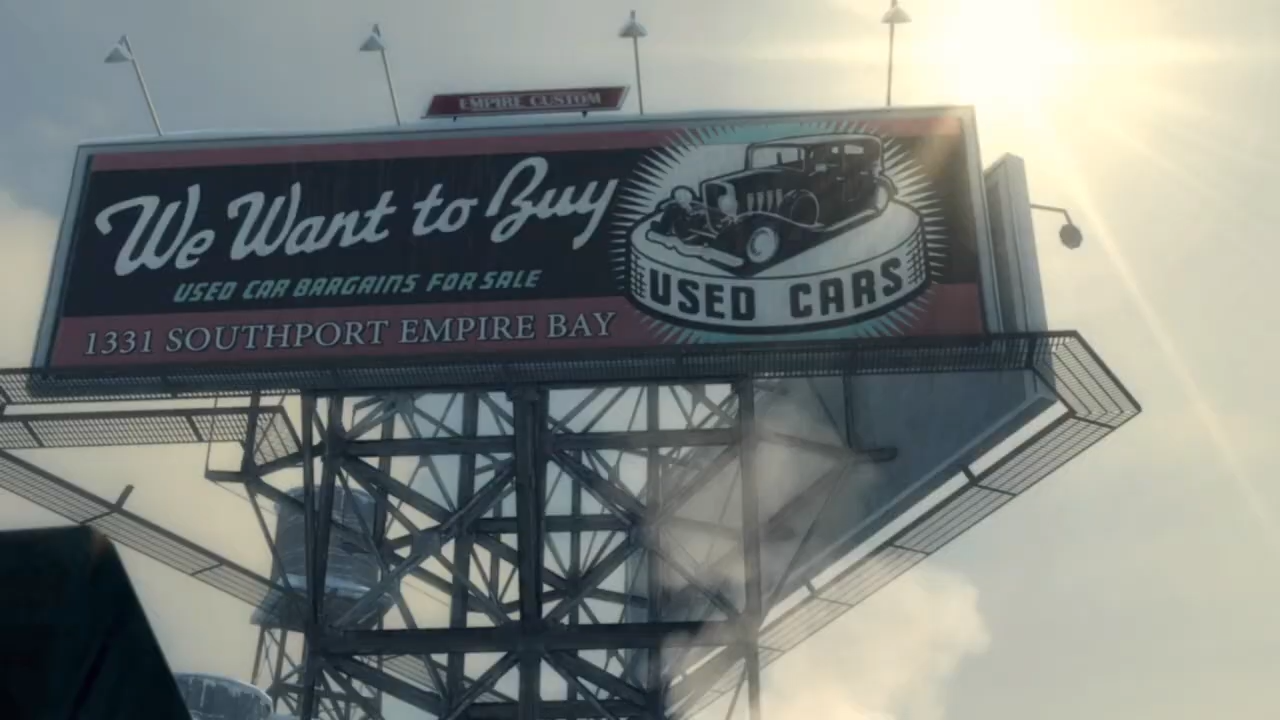 EMPIRE CUSTOM
We Want to Buy
USED CAR BARGAINS FOR SALE
1331 SOUTHPORT EMPIRE BAY
USED CARS